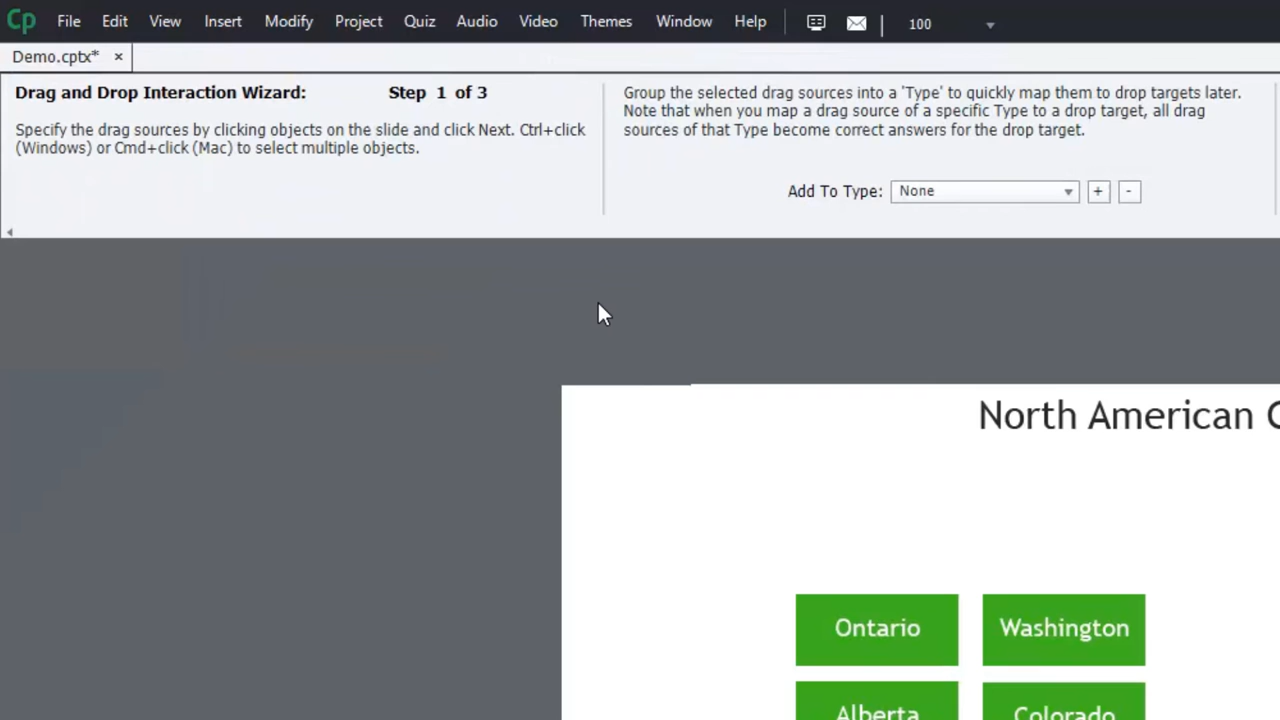 Cp File Edit View Insert Modify Project Quiz Audio Video Themes Window Help 100
Demo.cptx* ×
Drag and Drop Interaction Wizard: Step 1 of 3
Specify the drag sources by clicking objects on the slide and click Next. Ctrl+click
(Windows) or Cmd+click (Mac) to select multiple objects.
Group the selected drag sources into a 'Type' to quickly map them to drop targets later.
Note that when you map a drag source of a specific Type to a drop target, all drag
sources of that Type become correct answers for the drop target.
Add To Type: None + -
North American
Ontario Washington
Alberta Colorado